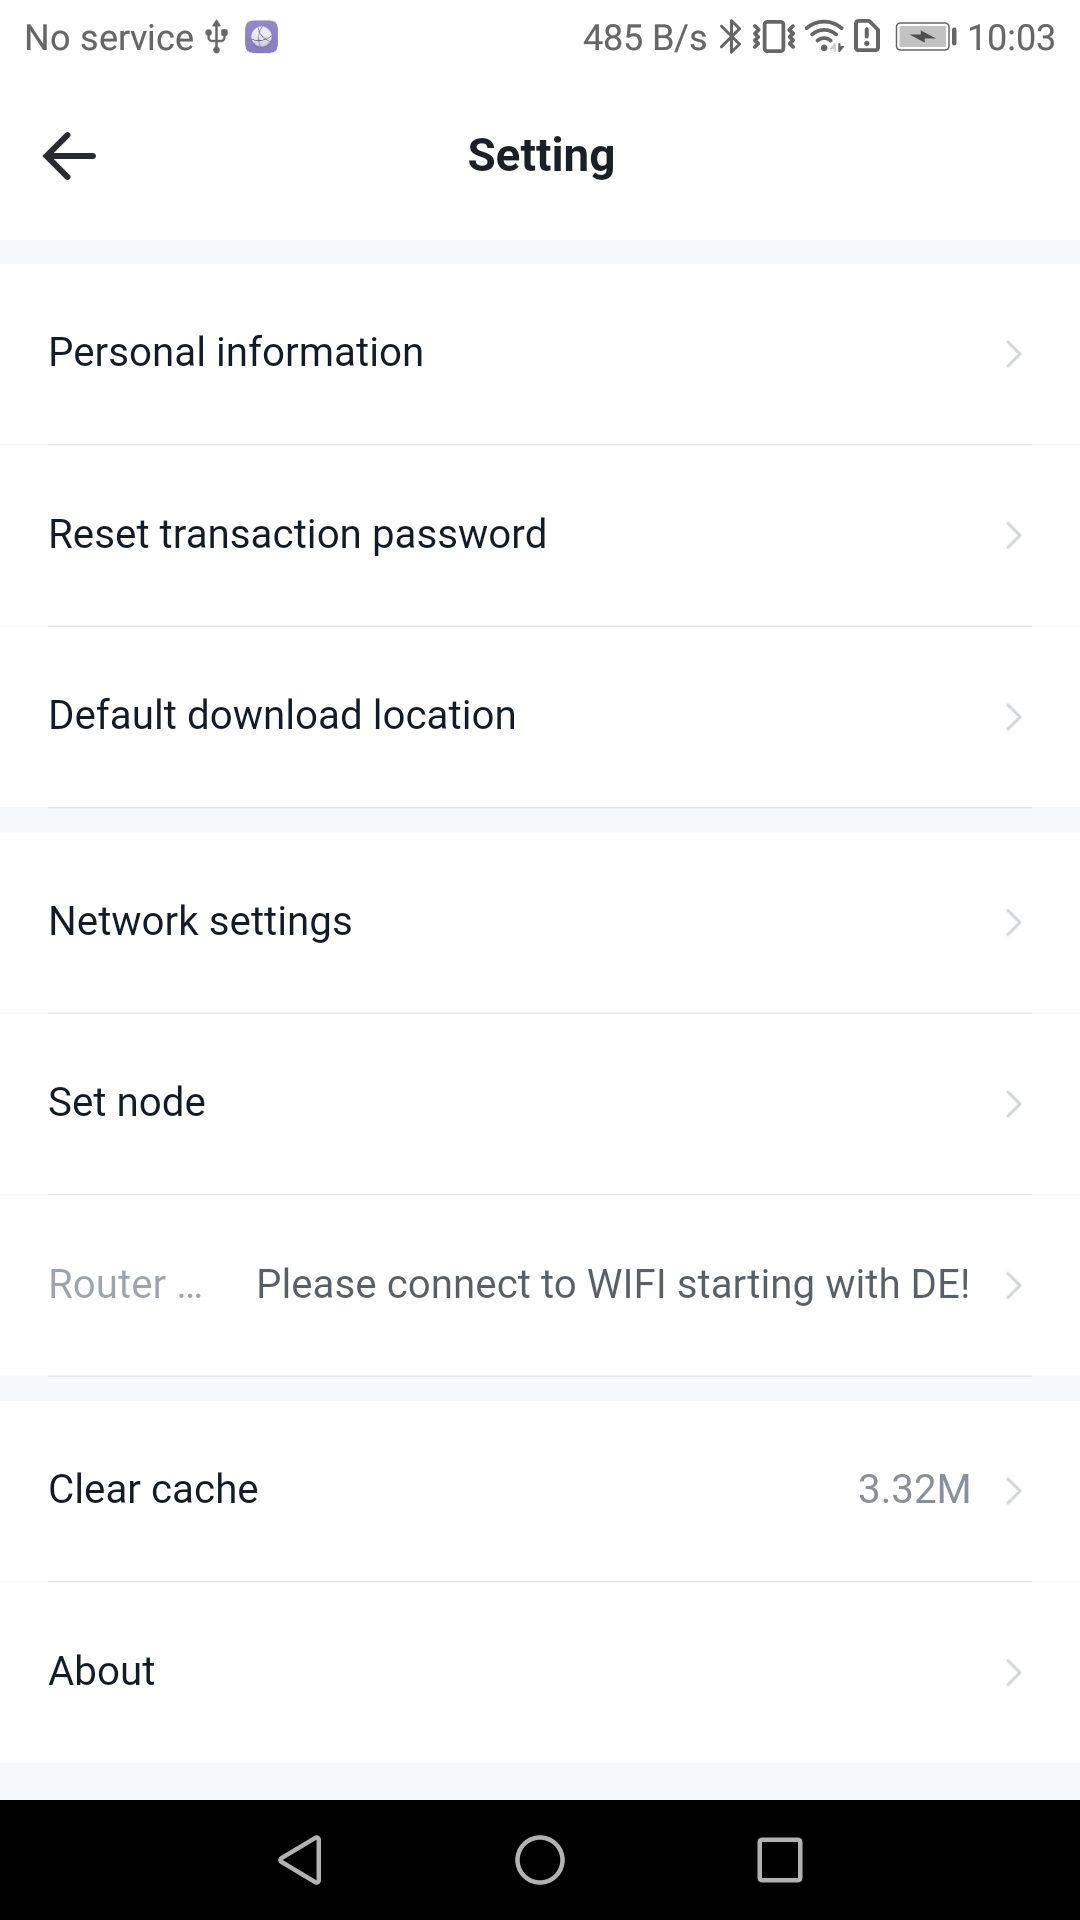 No service 485 B/s 10:03
Setting
Personal information
Reset transaction password
Default download location
Network settings
Set node
Router ... Please connect to WIFI starting with DE!
Clear cache 3.32M
About